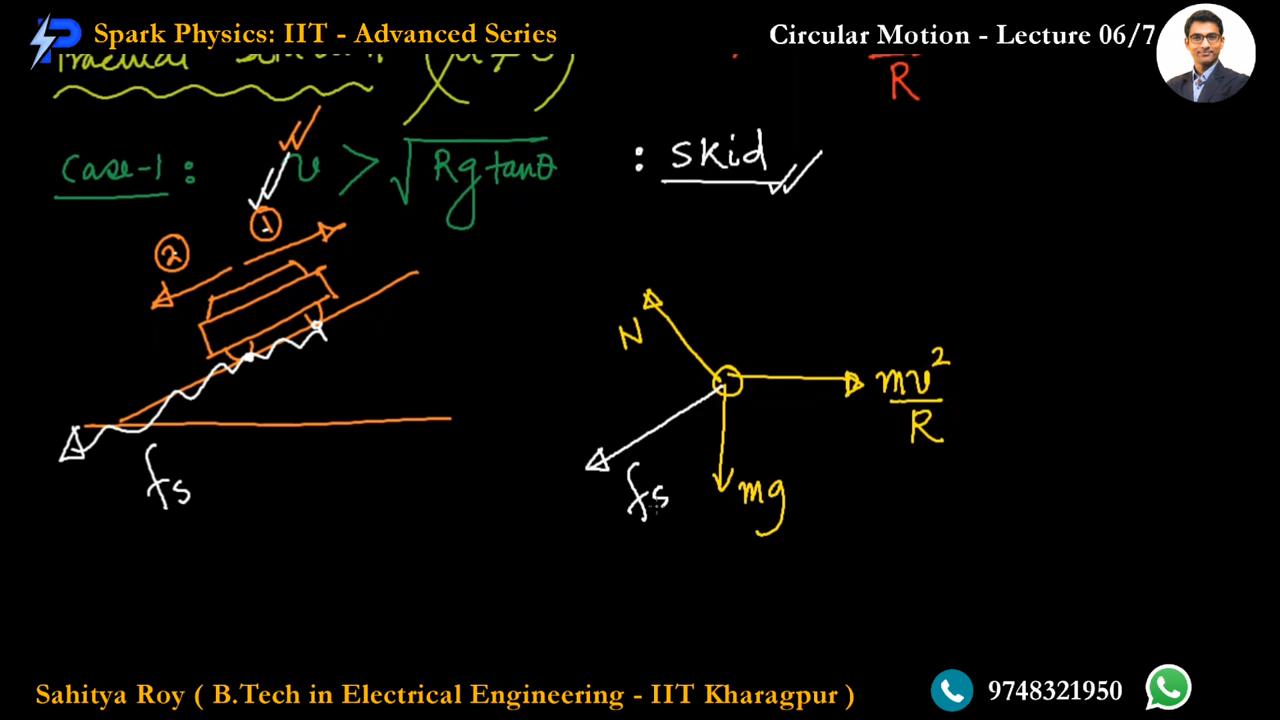 Spark Physics: IIT - Advanced Series
Circular Motion - Lecture 06/7
R
Case-1: v > √Rg tanθ : Skid
1
2
N
mv²/R
fs
fs
mg
Sahitya Roy ( B.Tech in Electrical Engineering - IIT Kharagpur )
9748321950